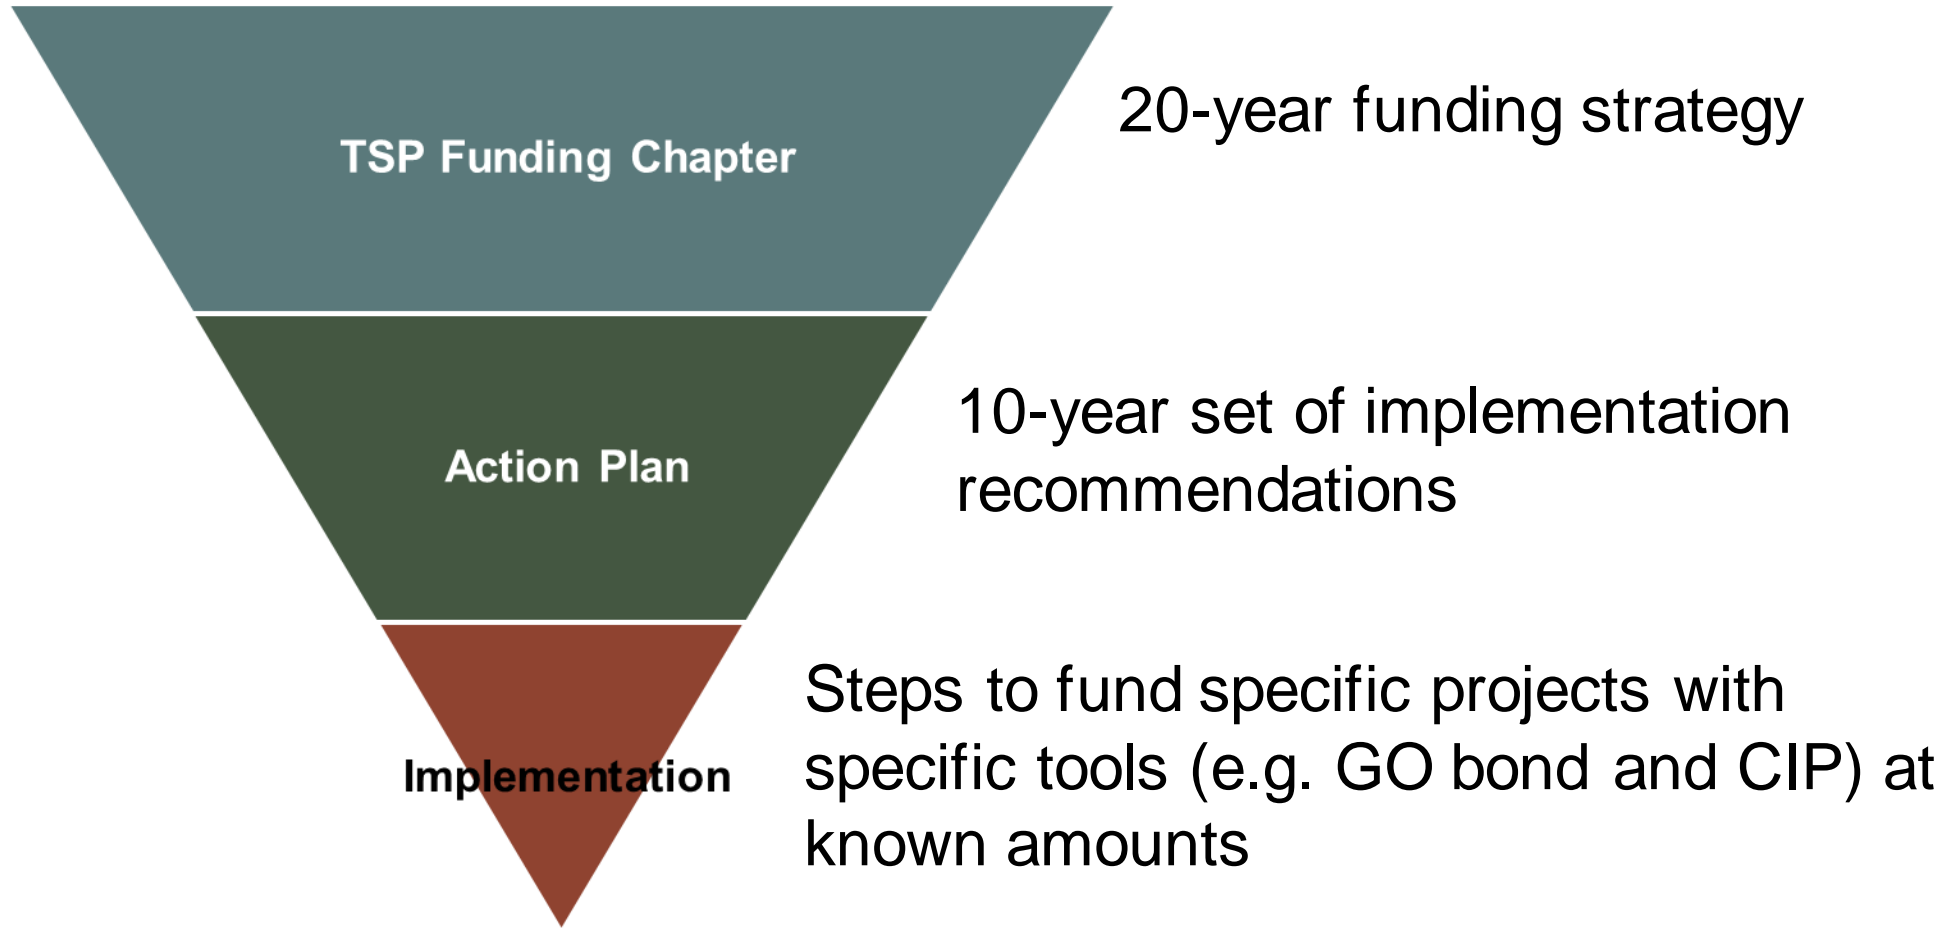 TSP Funding Chapter
20-year funding strategy
Action Plan
10-year set of implementation
recommendations
Implementation
Steps to fund specific projects with
specific tools (e.g. GO bond and CIP) at
known amounts